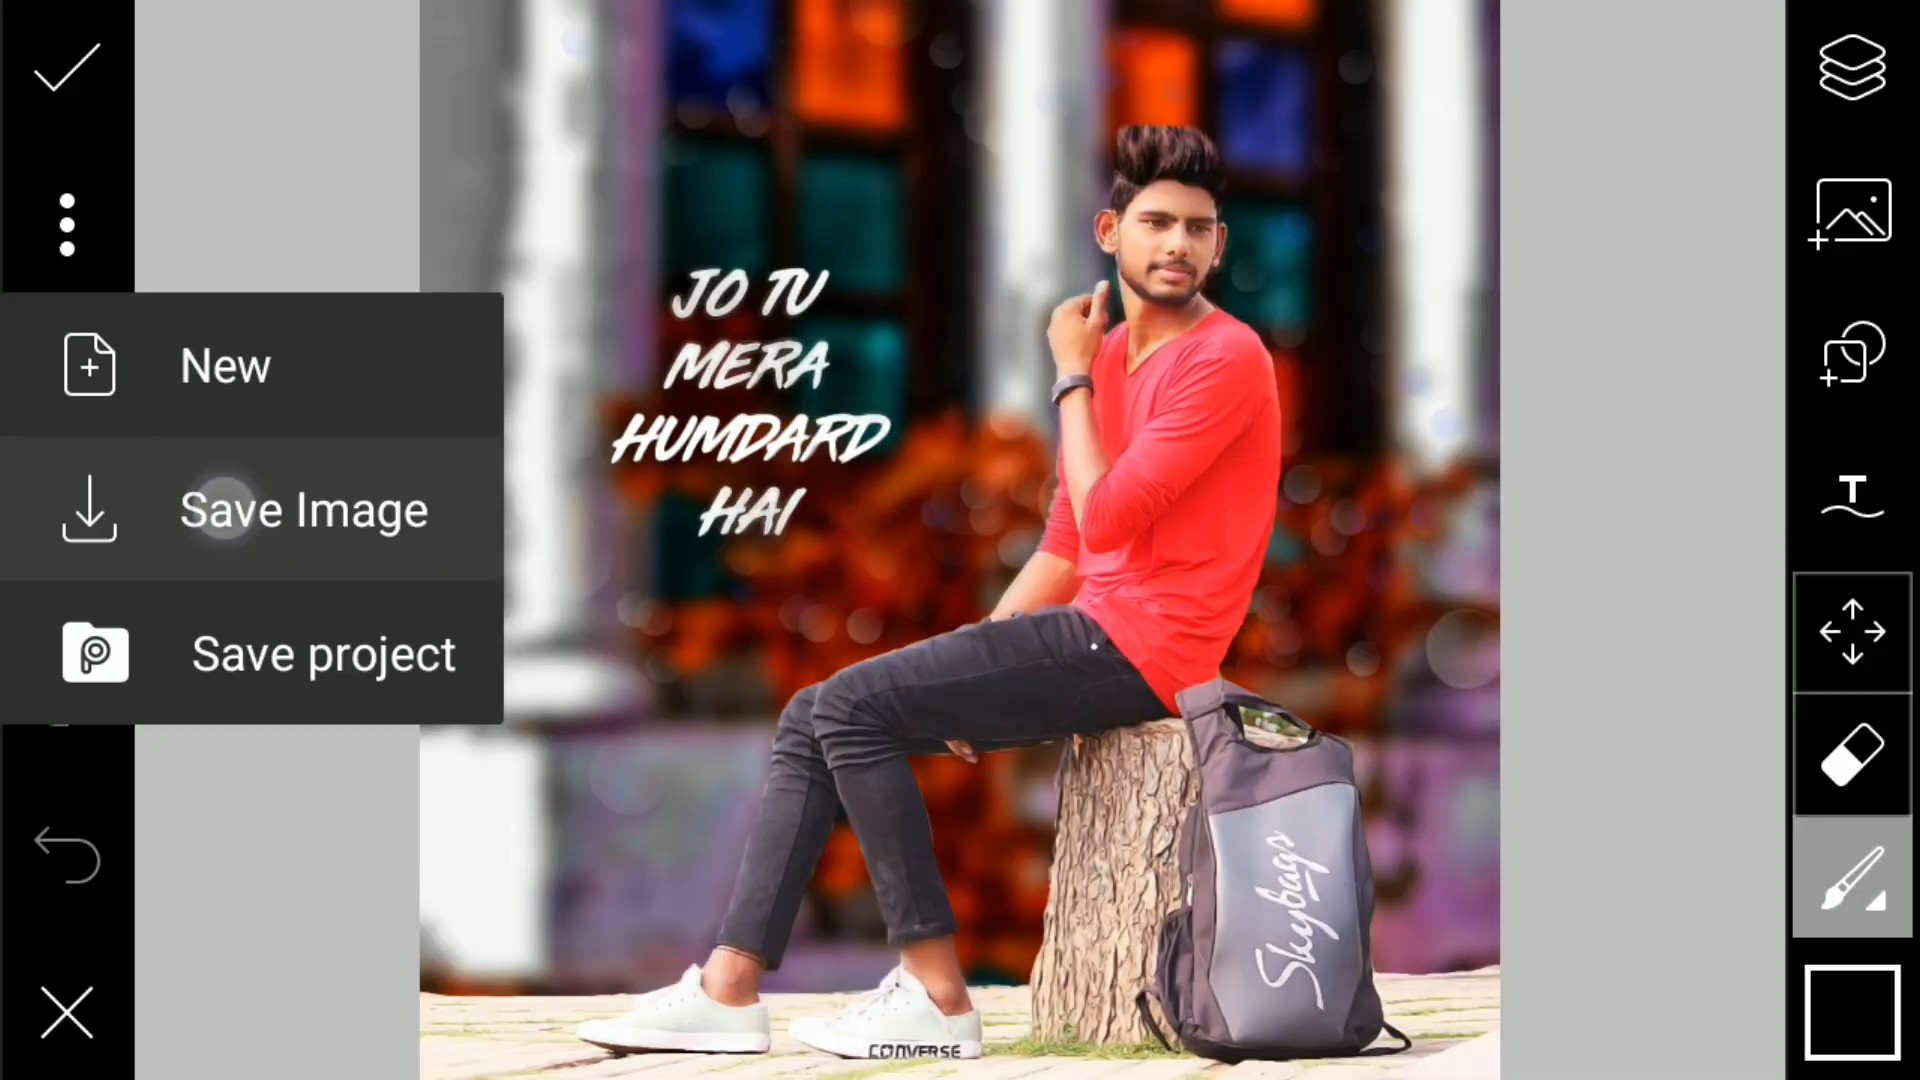 New
Save Image
Save project
JO TU
MERA
HUMDARD
HAI
Skybags
CONVERSE